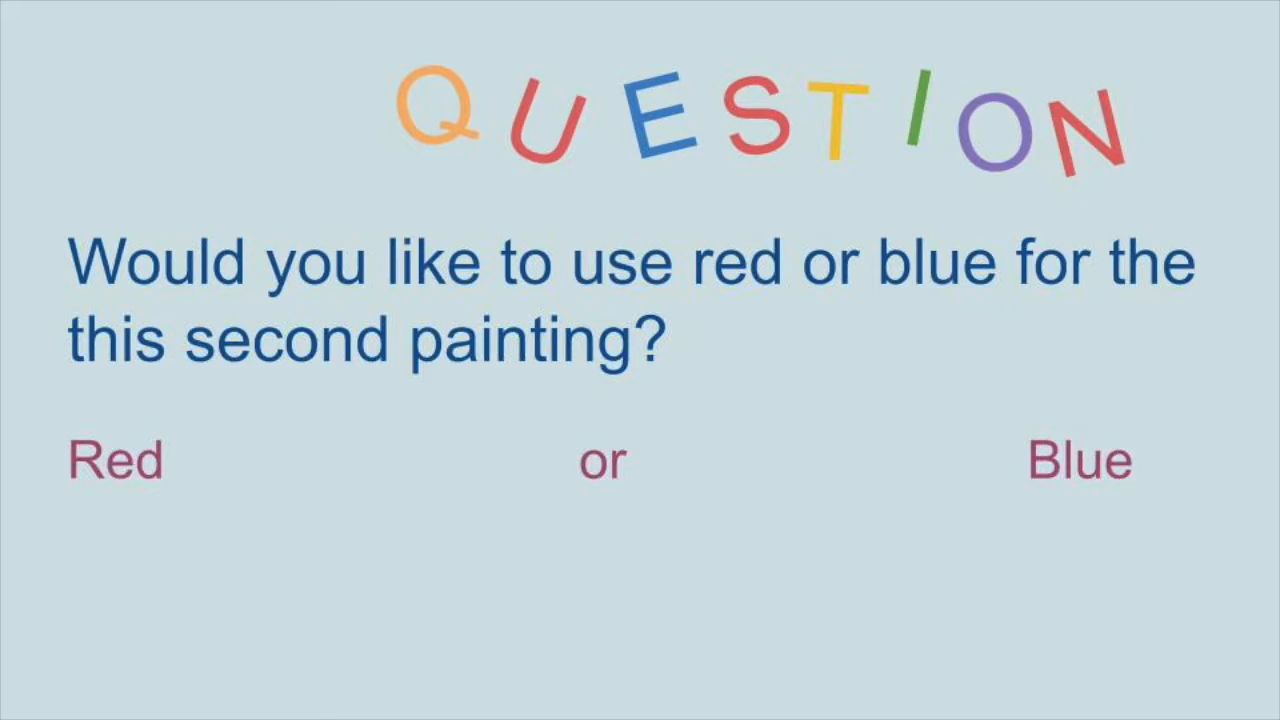 QUESTION
Would you like to use red or blue for the
this second painting?
Red or Blue